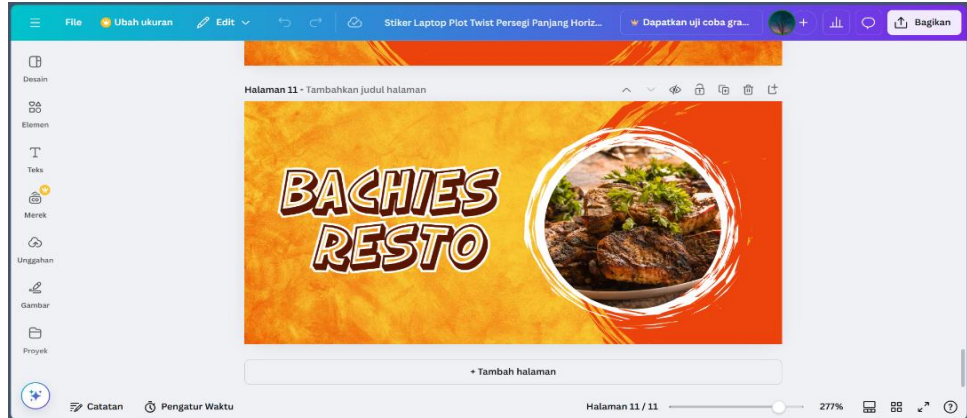 File
Ubah ukuran
Edit
Stiker Laptop Plot Twist Persegi Panjang Horiz...
Dapatkan uji coba gra...
Bagikan
Desain
Elemen
Teks
Merek
Unggahan
Gambar
Proyek
Halaman 11 - Tambahkan judul halaman
BACHIES
RESTO
+ Tambah halaman
Catatan
Pengatur Waktu
Halaman 11 / 11
277%